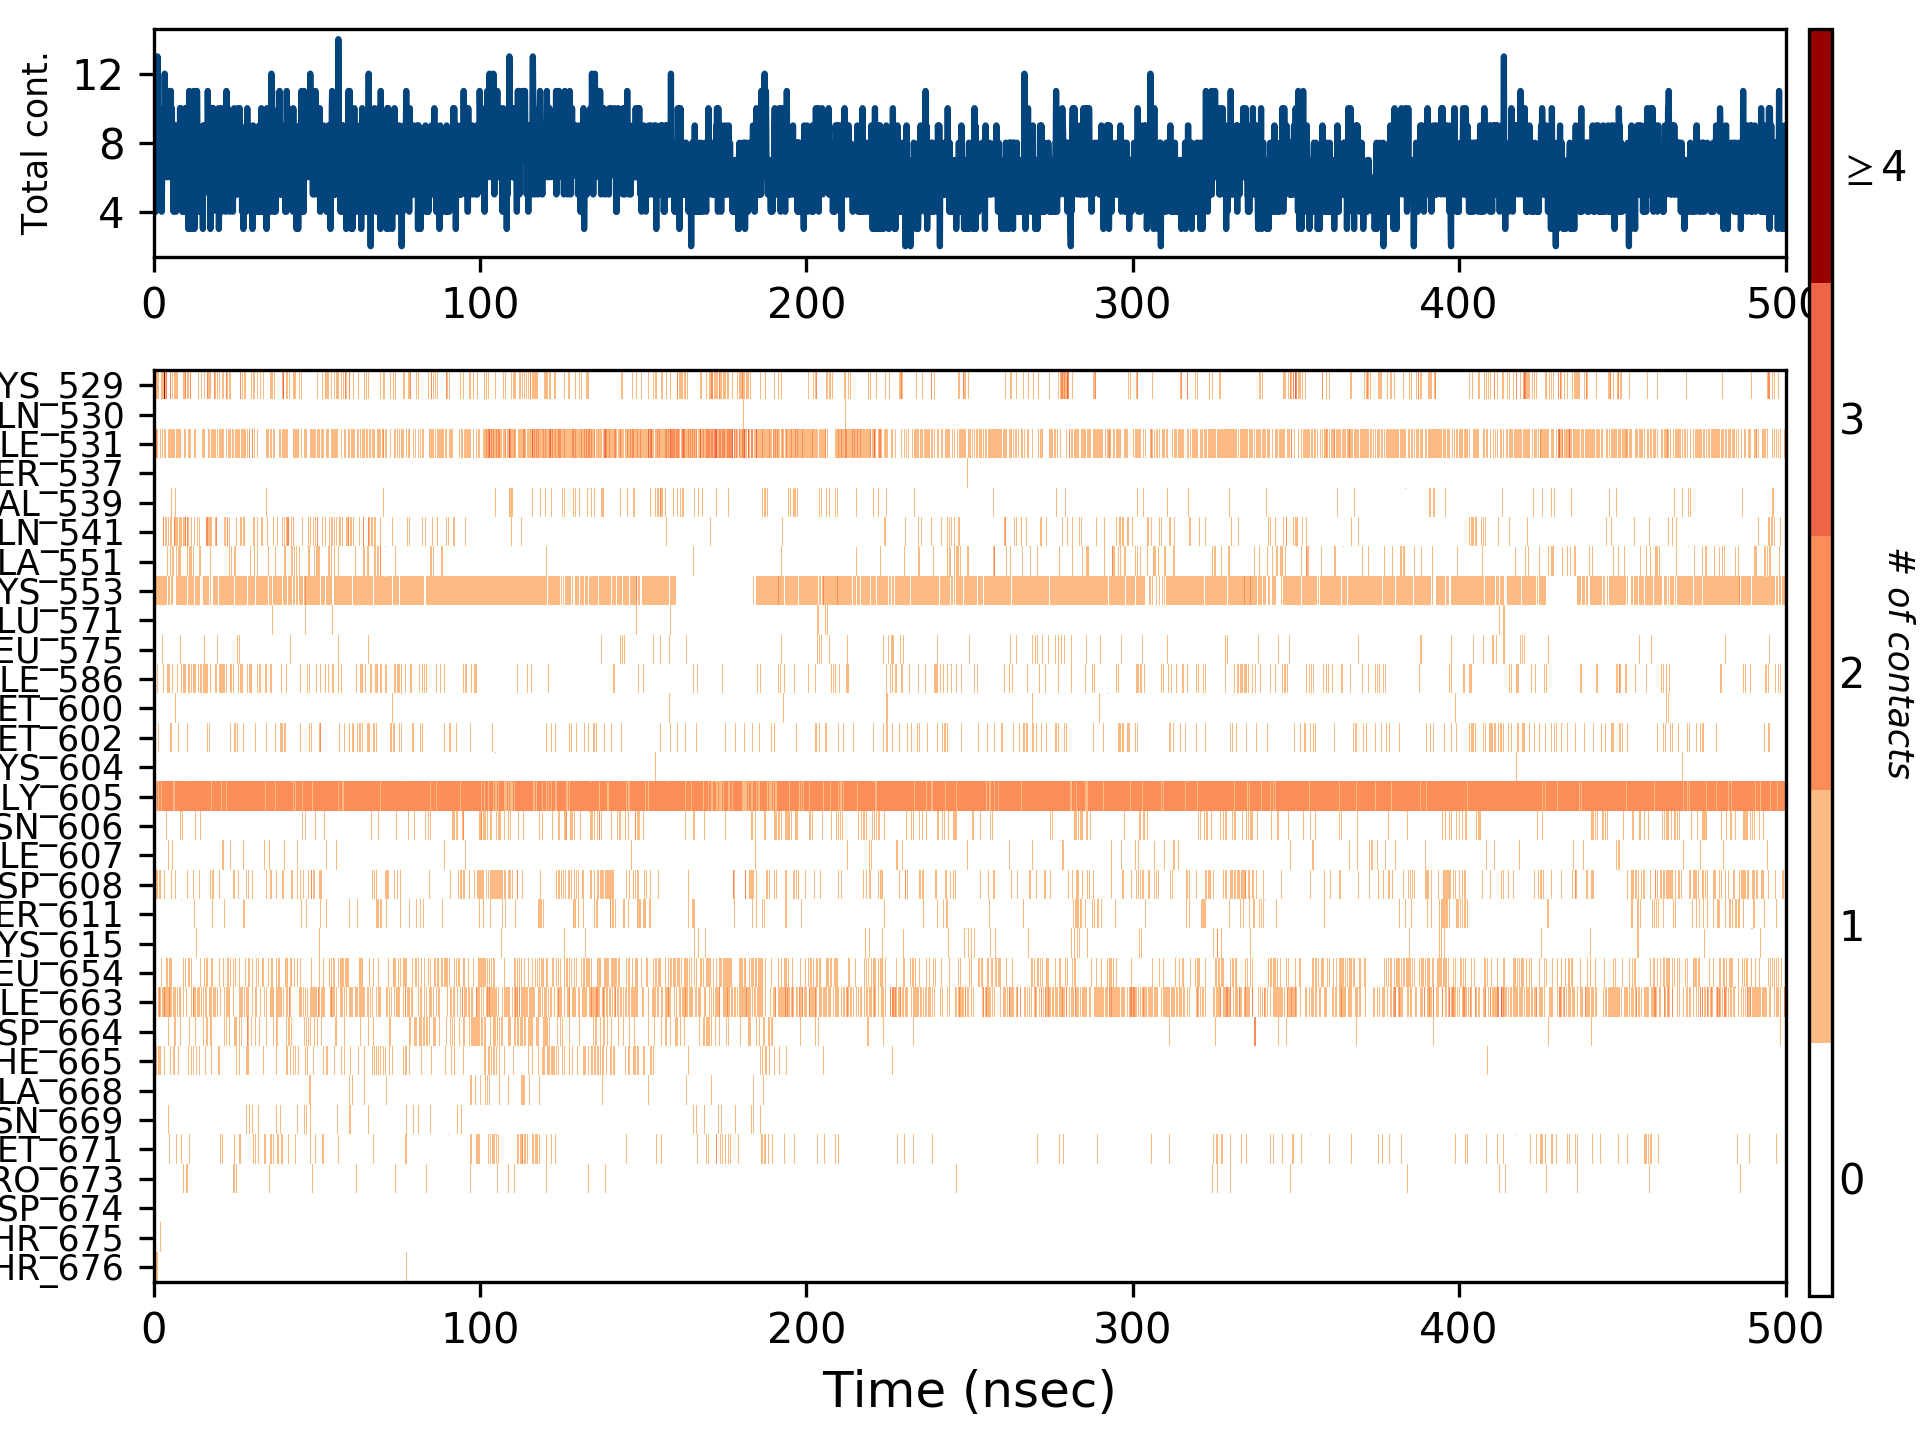 Total cont.
12
8
4
0 100 200 300 400 500
≥4
3
2
1
0
# of contacts
YS_529
LN_530
LE_531
ER_537
AL_539
LN_541
LA_551
YS_553
LU_571
EU_575
LE_586
ET_600
ET_602
YS_604
LY_605
SN_606
LE_607
SP_608
ER_611
YS_615
EU_654
LE_663
SP_664
HE_665
LA_668
SN_669
ET_671
RO_673
SP_674
HR_675
HR_676
0 100 200 300 400 500
Time (nsec)